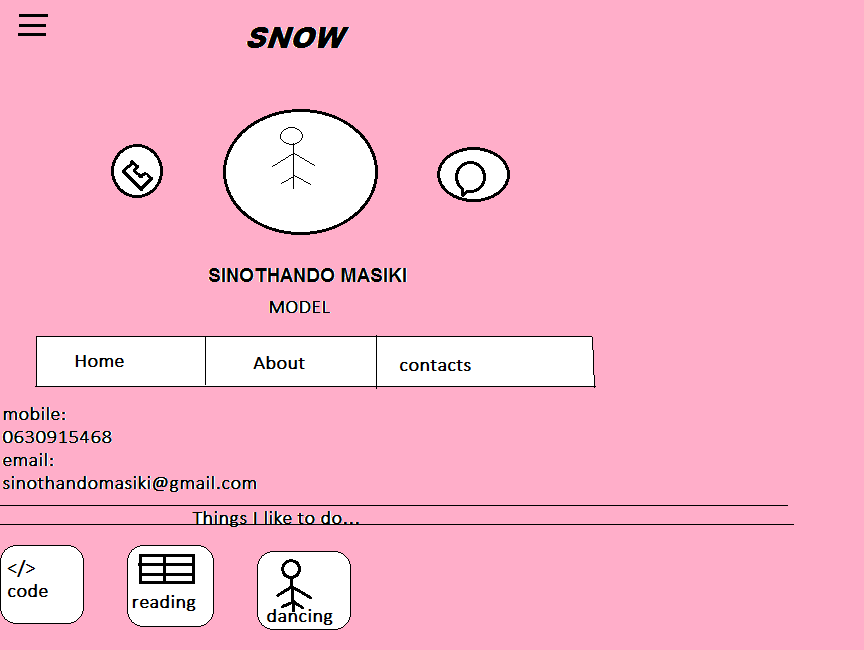 SNOW
SINOTHANDO MASIKI
MODEL
Home About contacts
mobile:
0630915468
email:
sinothandomasiki@gmail.com
Things I like to do...
</>
code
reading
dancing